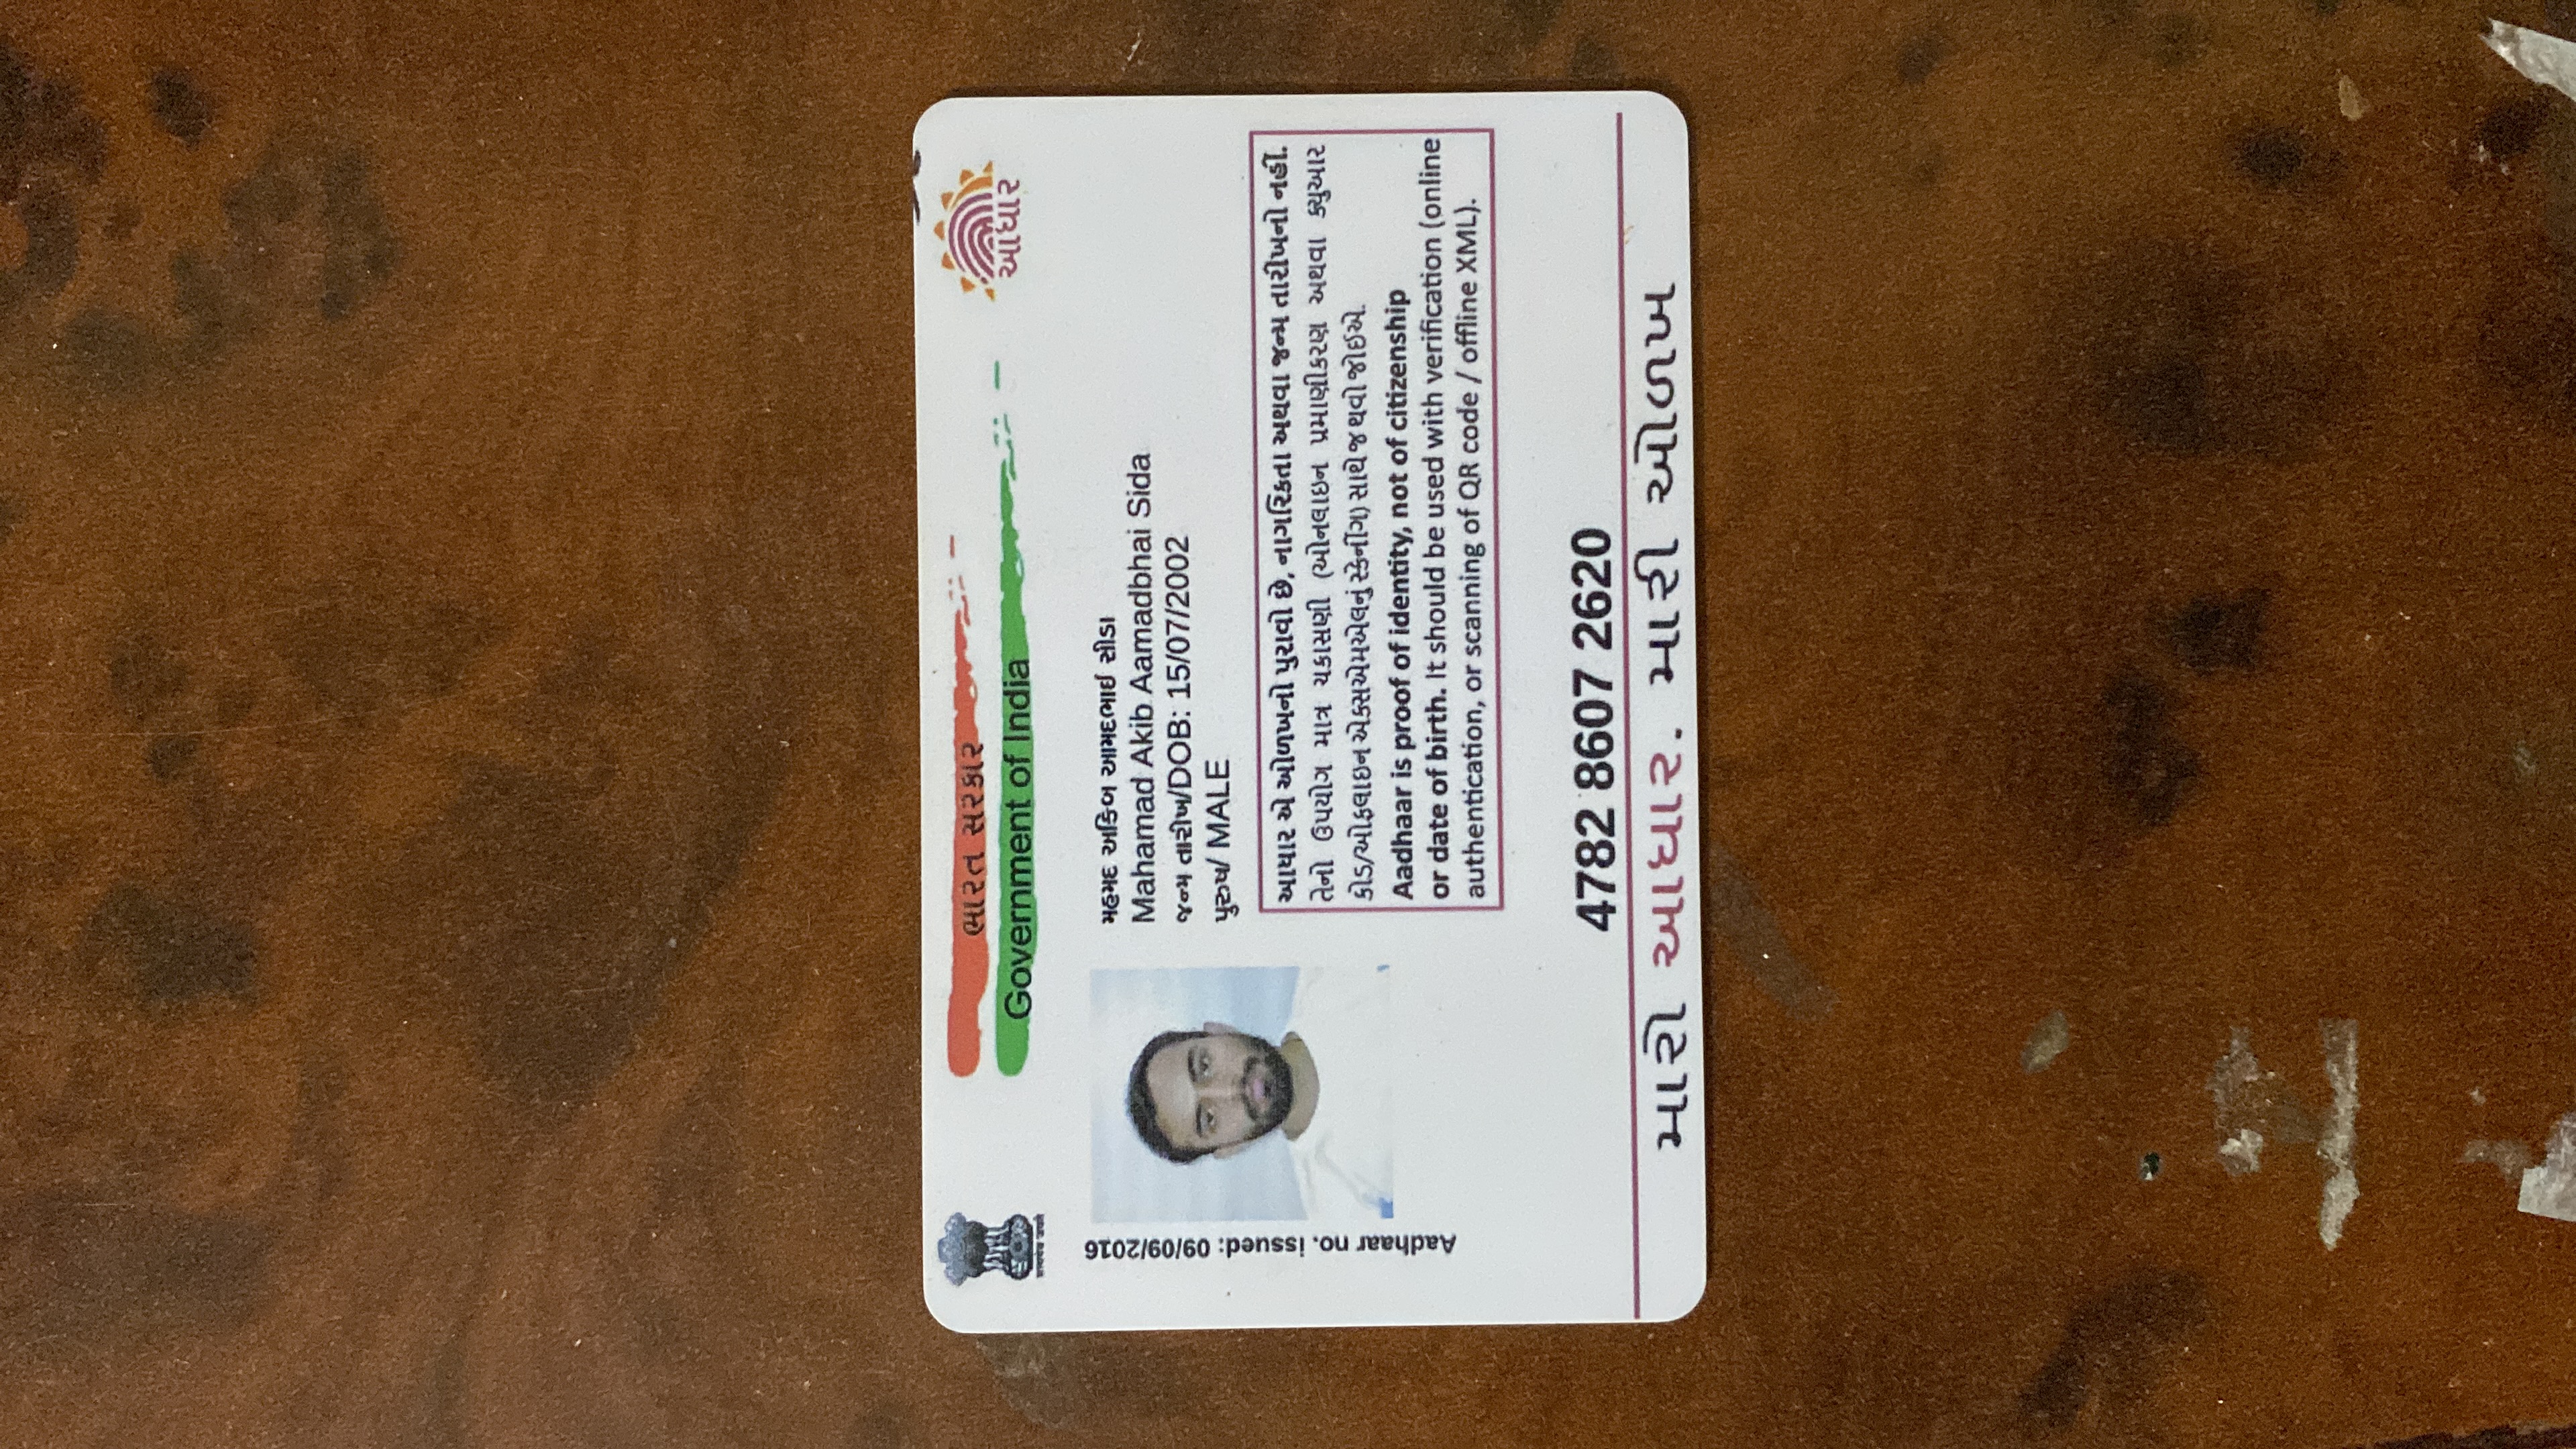 ભારત સરકાર
Government of India
આધાર
Aadhaar no. issued: 09/09/2016
મહમદ અકિબ આમદભાઈ સીડા
Mahamad Akib Aamadbhai Sida
જન્મ તારીખ/DOB: 15/07/2002
પુરુષ/ MALE
આધાર એ ઓળખનો પુરાવો છે, નાગરિકતા અથવા જન્મ તારીખનો નહીં.
તેનો ઉપયોગ માત્ર ચકાસણી (ઓનલાઇન પ્રમાણીકરણ અથવા ક્યુઆર
કોડ/ઓફલાઇન એક્સએમએલનું સ્કેનીંગ) સાથે જ થવો જોઈએ.
Aadhaar is proof of identity, not of citizenship
or date of birth. It should be used with verification (online
authentication, or scanning of QR code / offline XML).
4782 8607 2620
મારો આધાર. મારી ઓળખ